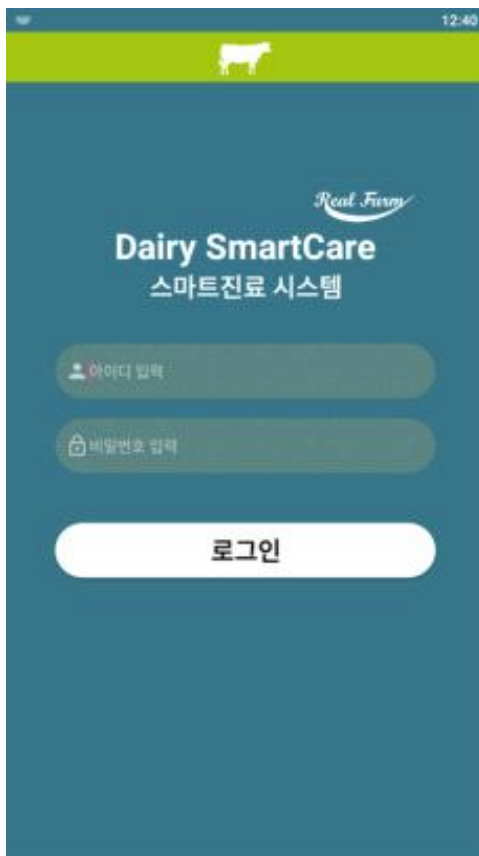 12:40
Real Farm
Dairy SmartCare
스마트진료 시스템
아이디 입력
비밀번호 입력
로그인